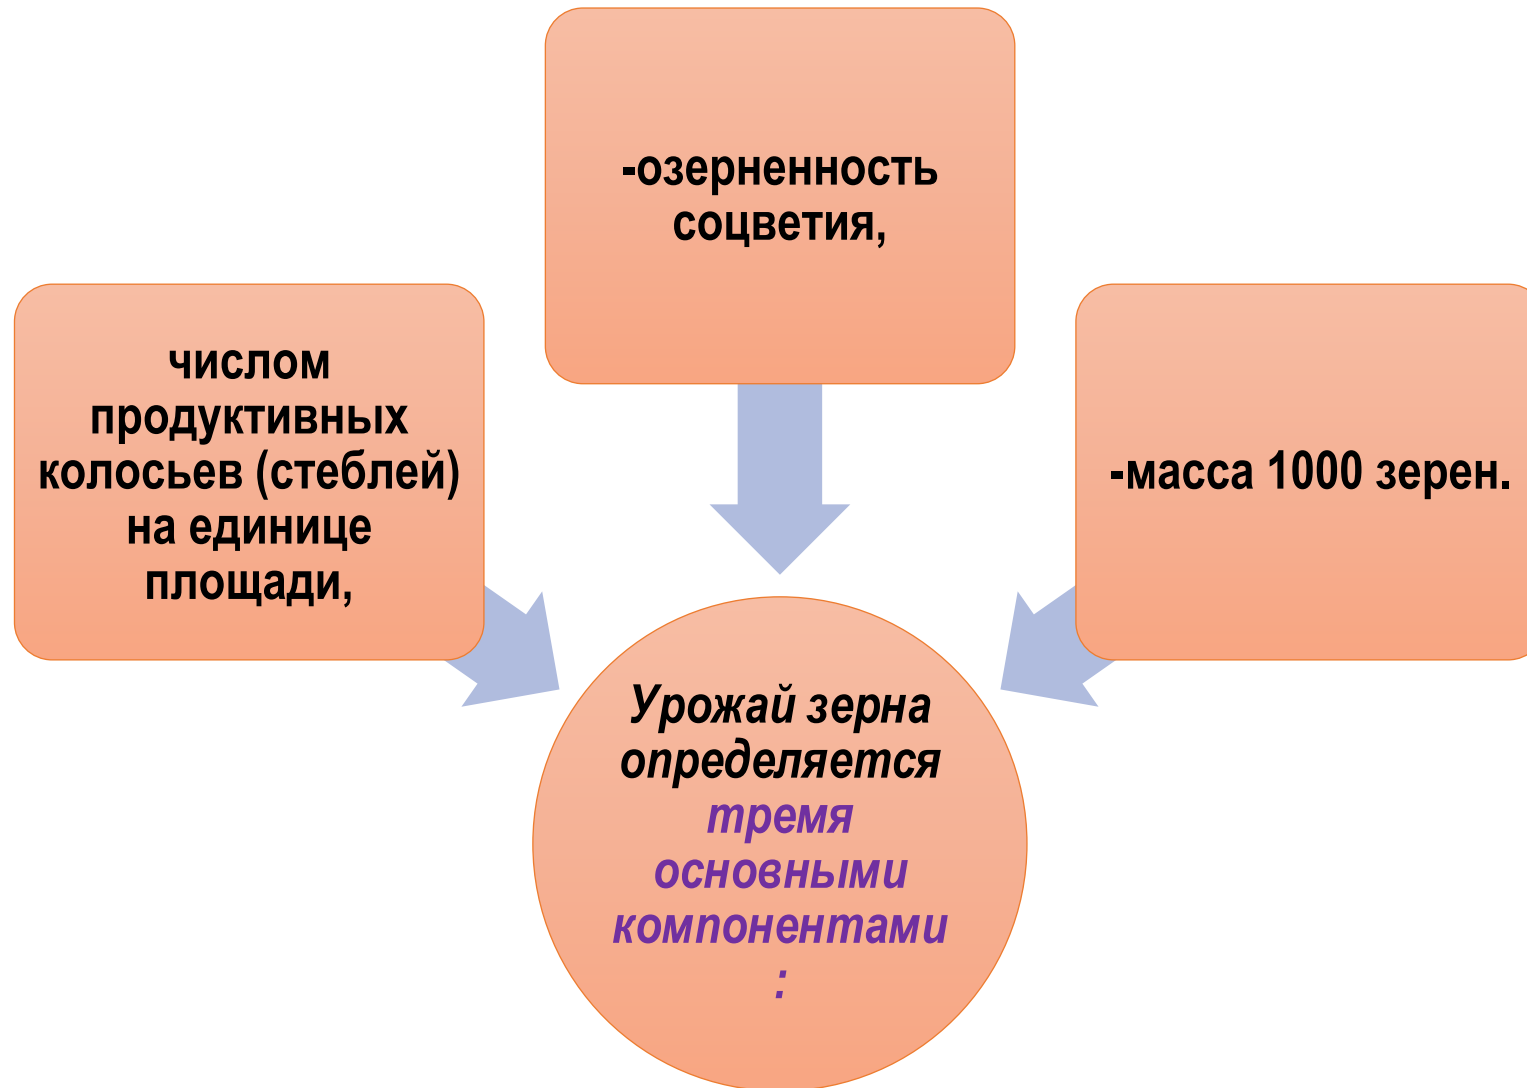 -озерненность
соцветия,
числом
продуктивных
колосьев (стеблей)
на единице
площади,
-масса 1000 зерен.
Урожай зерна
определяется
тремя
основными
компонентами
: